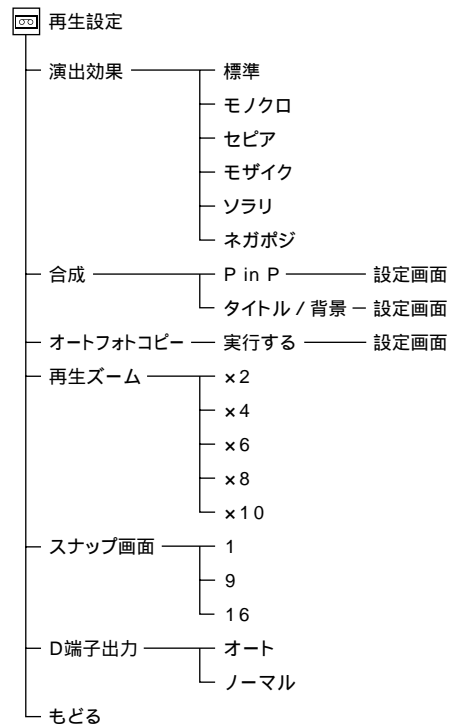 再生設定
演出効果 標準
モノクロ
セピア
モザイク
ソラリ
ネガポジ
合成 P in P 設定画面
タイトル / 背景 設定画面
オートフォトコピー 実行する 設定画面
再生ズーム ×2
×4
×6
×8
×10
スナップ画面 1
9
16
D端子出力 オート
ノーマル
もどる